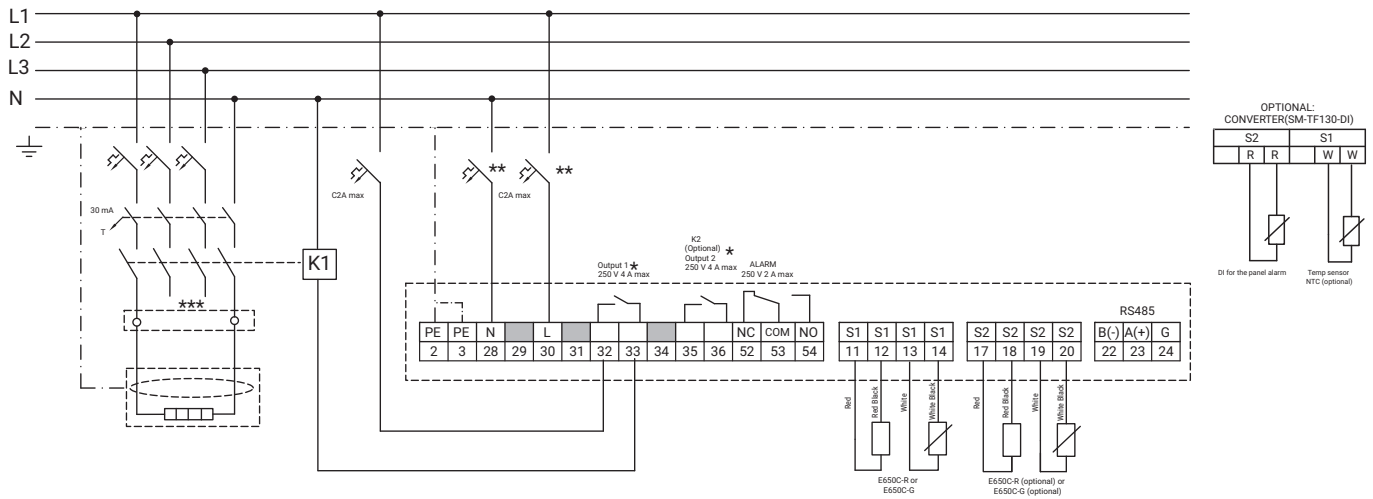 L1
L2
L3
N
OPTIONAL:
CONVERTER(SM-TF130-DI)
S2 S1
R R W W
DI for the panel alarm
Temp sensor
NTC (optional)
30 mA
T
C2A max
**
C2A max
**
K1
***
Output 1 *
250 V 4 A max
K2
(Optional) *
Output 2
250 V 4 A max
ALARM
250 V 2 A max
RS485
PE PE N L NC COM NO
2 3 28 29 30 31 32 33 34 35 36 52 53 54
S1 S1 S1 S1
11 12 13 14
S2 S2 S2 S2
17 18 19 20
B(-) A(+) G
22 23 24
Red
Red Black
White
White Black
Red
Red Black
White
White Black
E650C-R or
E650C-G
E650C-R (optional) or
E650C-G (optional)